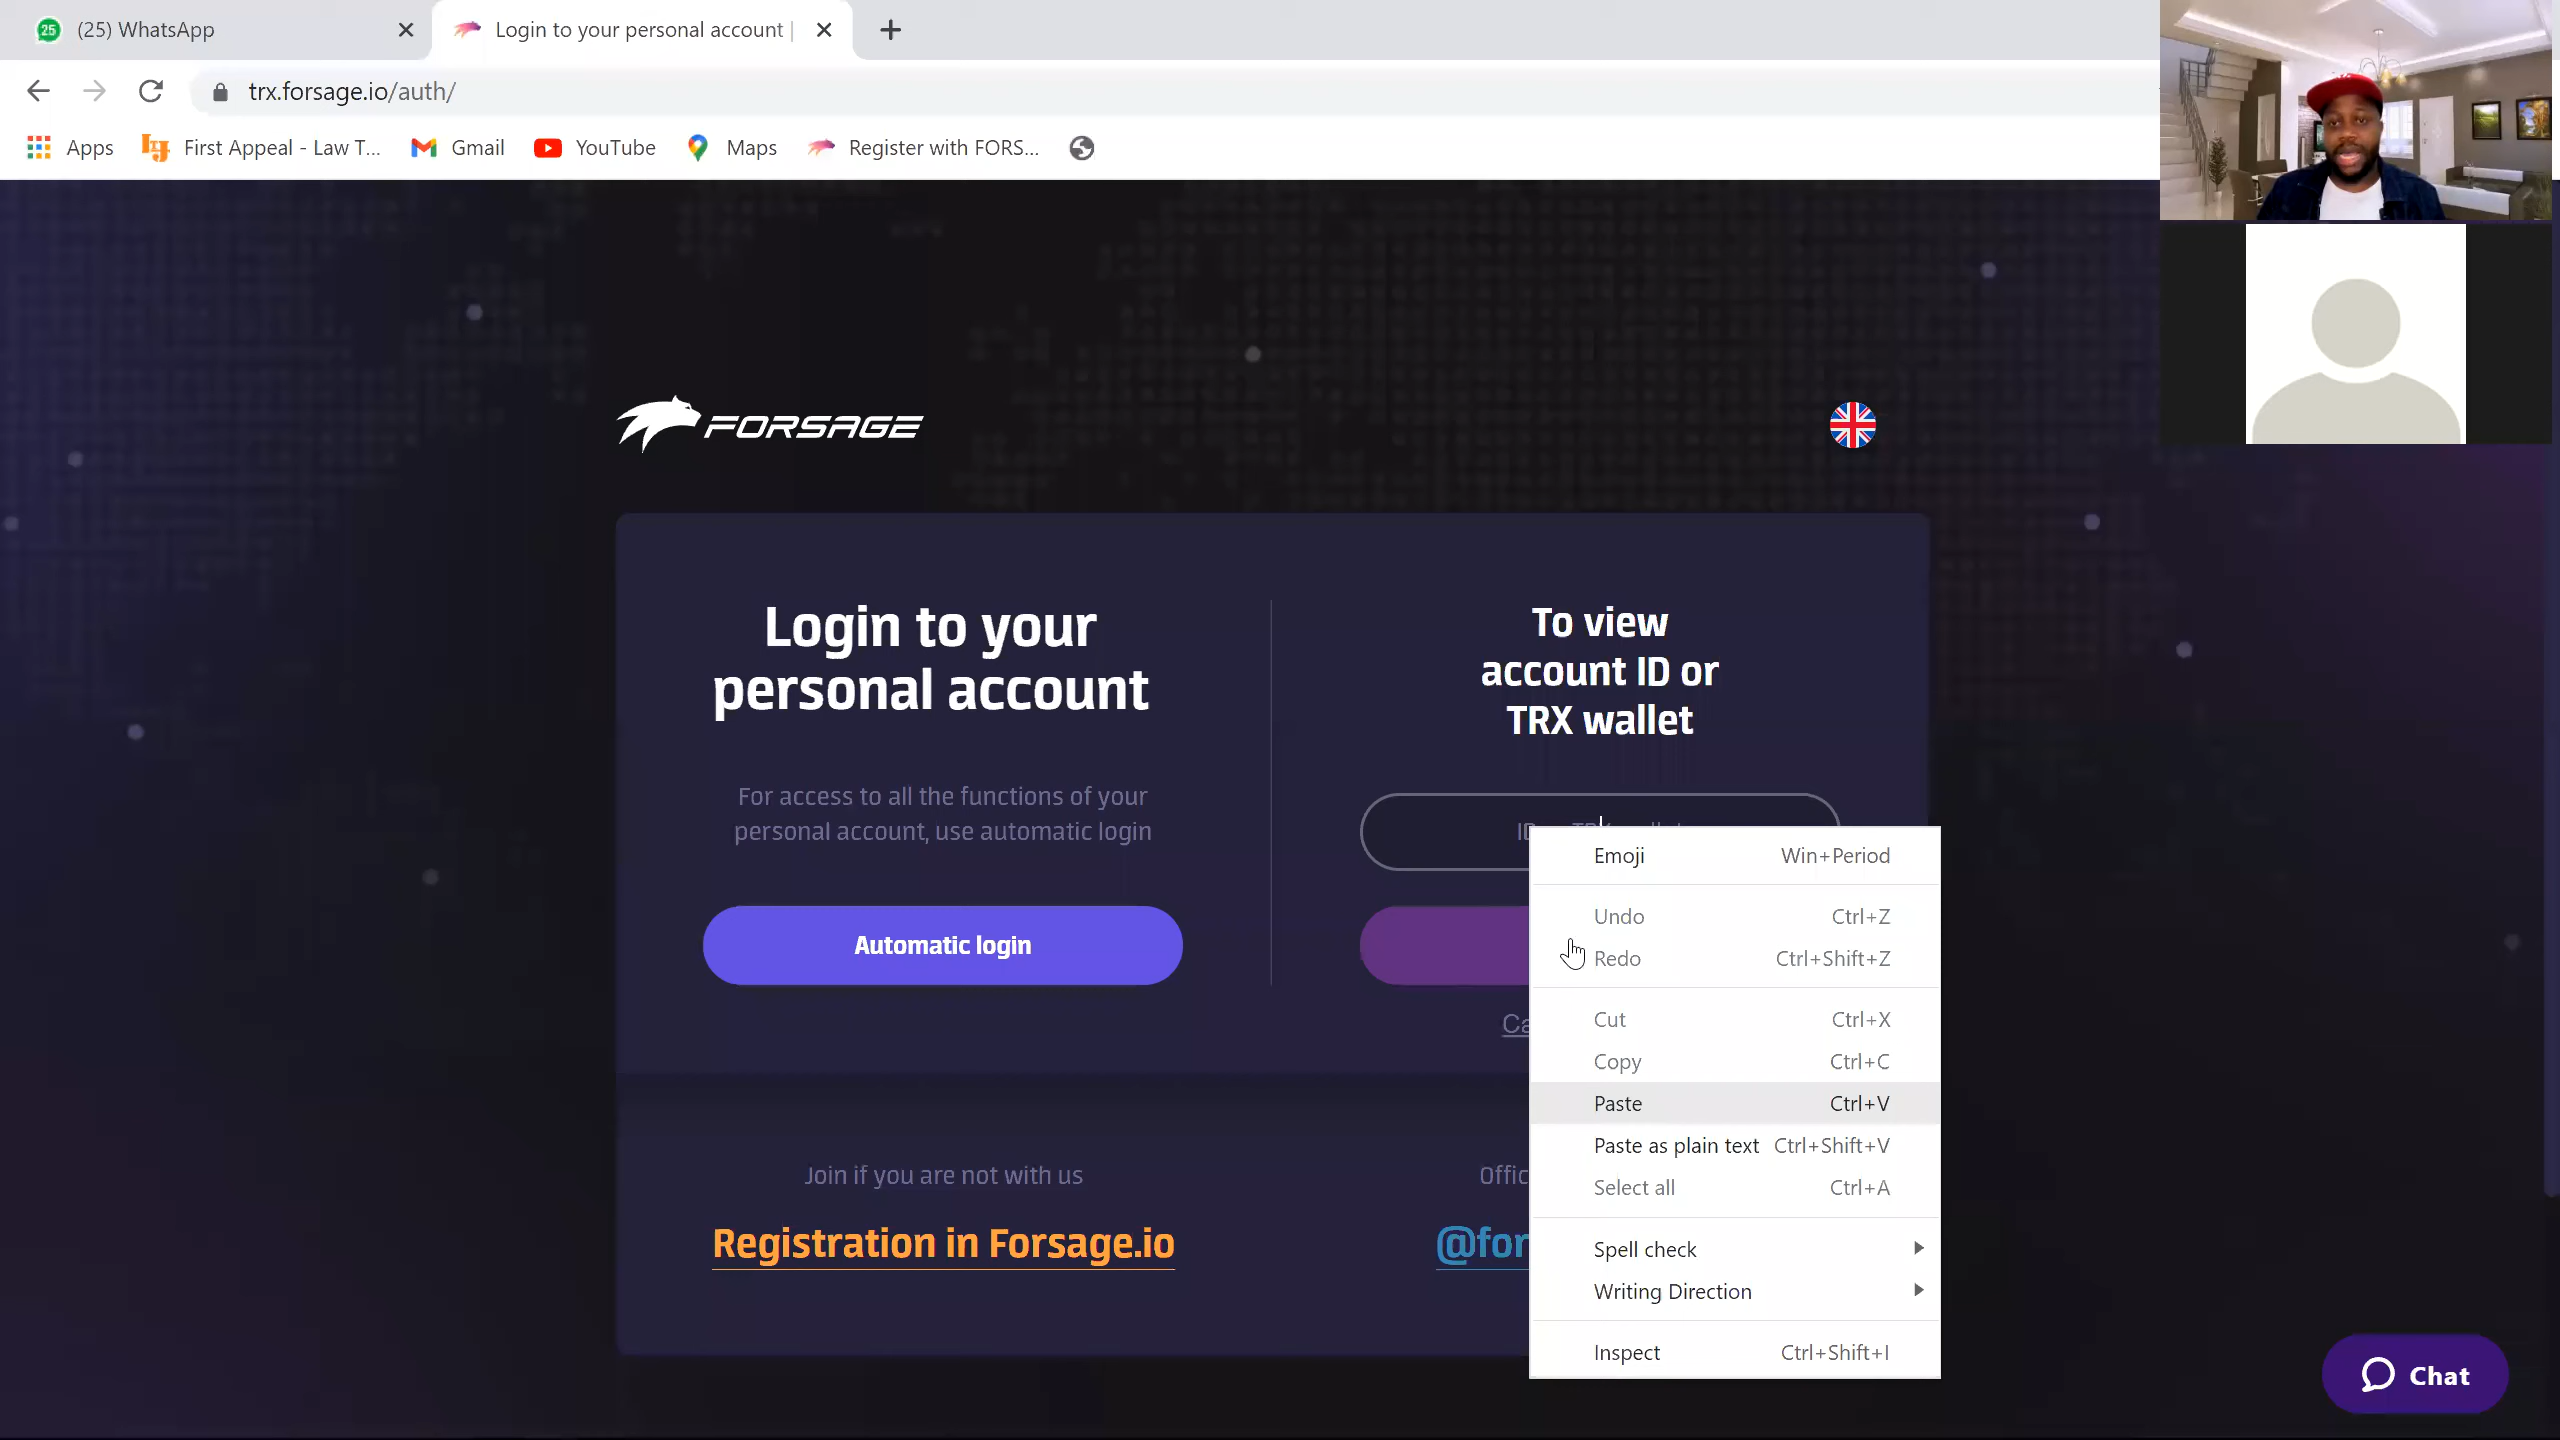 25 (25) WhatsApp
Login to your personal account |
trx.forsage.io/auth/
Apps
First Appeal - Law T...
Gmail
YouTube
Maps
Register with FORS...
FORSAGE
Login to your
personal account
For access to all the functions of your
personal account, use automatic login
Automatic login
To view
account ID or
TRX wallet
Join if you are not with us
Registration in Forsage.io
@for
Emoji Win+Period
Undo Ctrl+Z
Redo Ctrl+Shift+Z
Cut Ctrl+X
Copy Ctrl+C
Paste Ctrl+V
Paste as plain text Ctrl+Shift+V
Select all Ctrl+A
Spell check
Writing Direction
Inspect Ctrl+Shift+I
Chat